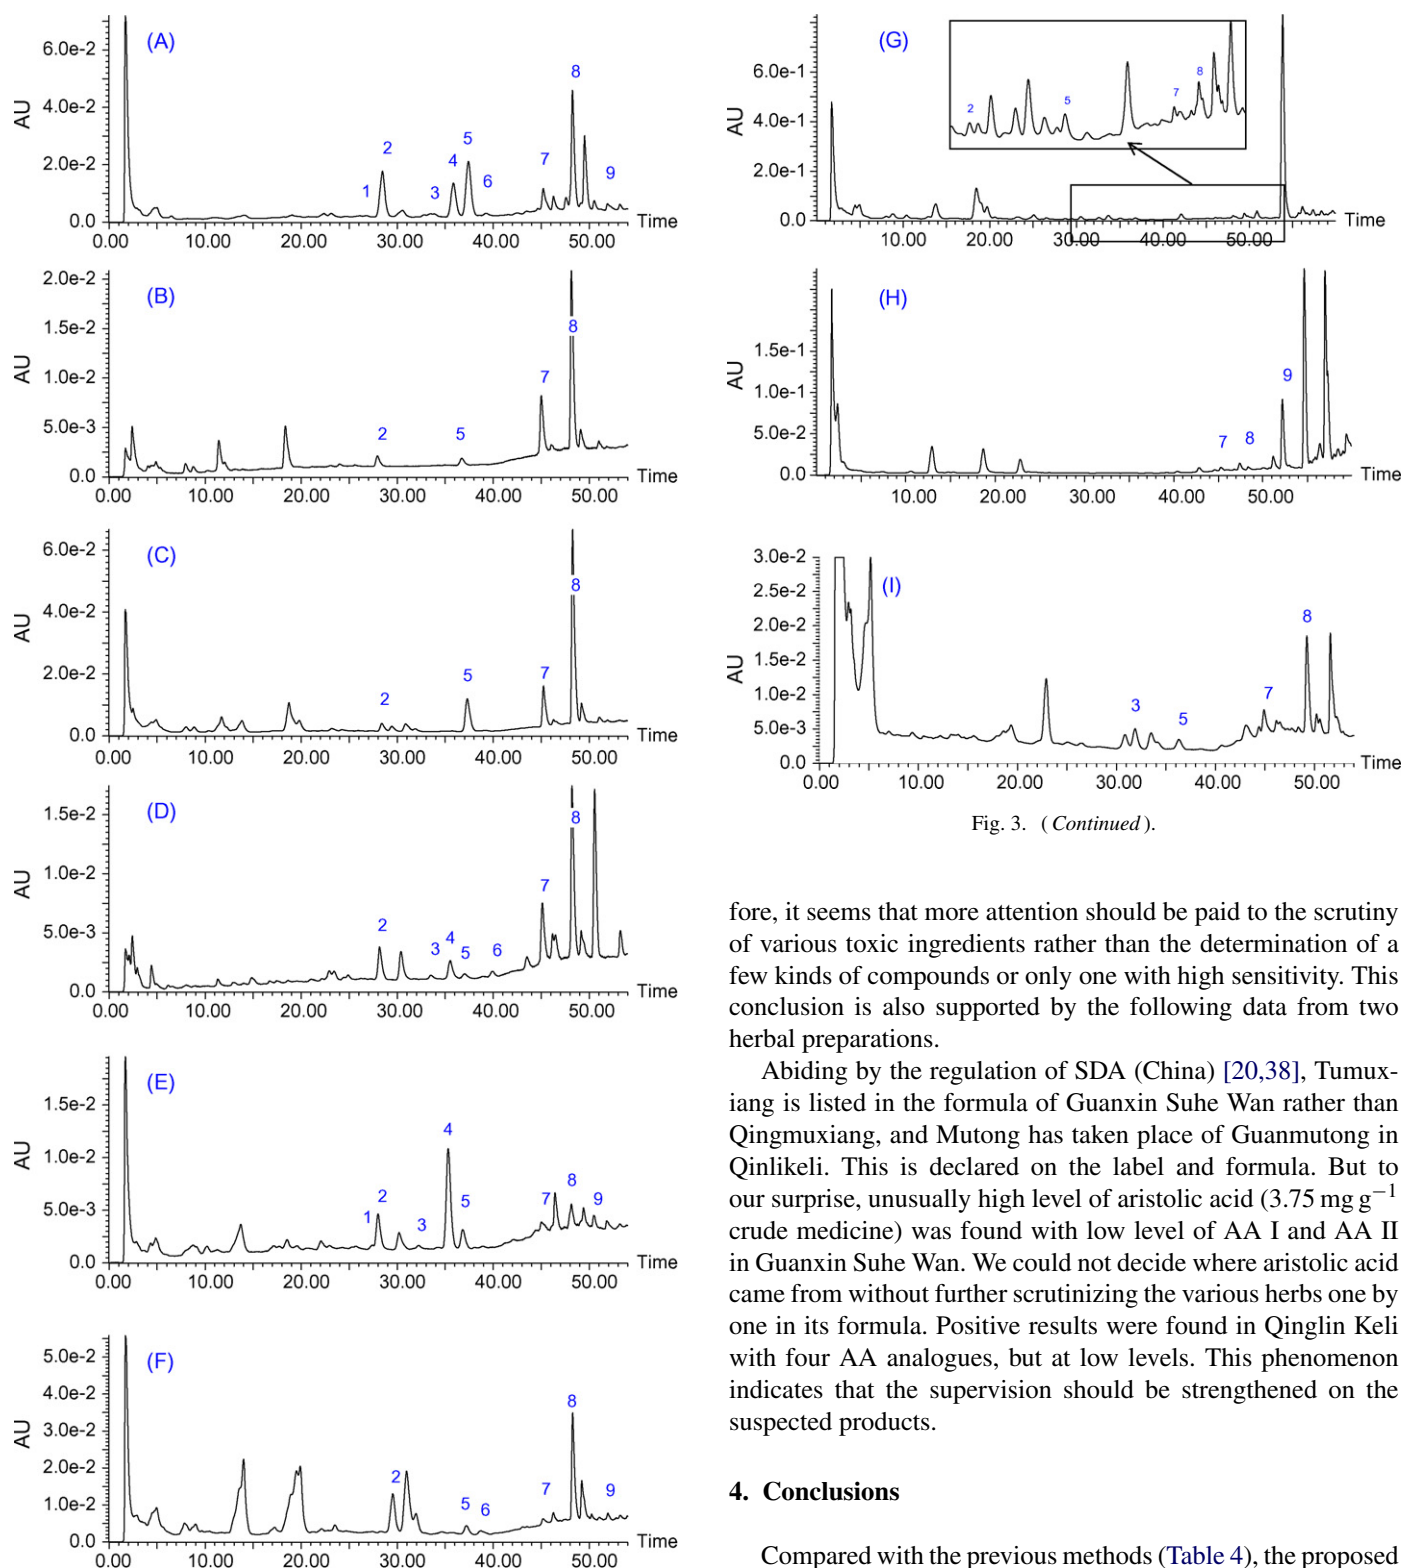 (A)
AU
6.0e-2
4.0e-2
2.0e-2
0.0
1
2
3
4
5
6
7
8
9
Time
0.00 10.00 20.00 30.00 40.00 50.00
(B)
AU
2.0e-2
1.5e-2
1.0e-2
5.0e-3
0.0
2
5
7
8
Time
0.00 10.00 20.00 30.00 40.00 50.00
(C)
AU
6.0e-2
4.0e-2
2.0e-2
0.0
2
5
7
8
Time
0.00 10.00 20.00 30.00 40.00 50.00
(D)
AU
1.5e-2
1.0e-2
5.0e-3
0.0
2
3
4
5
6
7
8
Time
0.00 10.00 20.00 30.00 40.00 50.00
(E)
AU
1.5e-2
1.0e-2
5.0e-3
0.0
1
2
3
4
5
7
8
9
Time
0.00 10.00 20.00 30.00 40.00 50.00
(F)
AU
5.0e-2
4.0e-2
3.0e-2
2.0e-2
1.0e-2
0.0
2
5
6
7
8
9
Time
0.00 10.00 20.00 30.00 40.00 50.00
(G)
AU
6.0e-1
4.0e-1
2.0e-1
0.0
2
5
7
8
Time
10.00 20.00 30.00 40.00 50.00
(H)
AU
1.5e-1
1.0e-1
5.0e-2
0.0
7
8
9
Time
10.00 20.00 30.00 40.00 50.00
(I)
AU
3.0e-2
2.5e-2
2.0e-2
1.5e-2
1.0e-2
5.0e-3
0.0
3
5
7
8
Time
0.00 10.00 20.00 30.00 40.00 50.00
Fig. 3. (Continued).
fore, it seems that more attention should be paid to the scrutiny
of various toxic ingredients rather than the determination of a
few kinds of compounds or only one with high sensitivity. This
conclusion is also supported by the following data from two
herbal preparations.
Abiding by the regulation of SDA (China) [20,38], Tumux-
iang is listed in the formula of Guanxin Suhe Wan rather than
Qingmuxiang, and Mutong has taken place of Guanmutong in
Qinlikeli. This is declared on the label and formula. But to
our surprise, unusually high level of aristolic acid (3.75 mg g⁻¹
crude medicine) was found with low level of AA I and AA II
in Guanxin Suhe Wan. We could not decide where aristolic acid
came from without further scrutinizing the various herbs one by
one in its formula. Positive results were found in Qinglin Keli
with four AA analogues, but at low levels. This phenomenon
indicates that the supervision should be strengthened on the
suspected products.
4. Conclusions
Compared with the previous methods (Table 4), the proposed